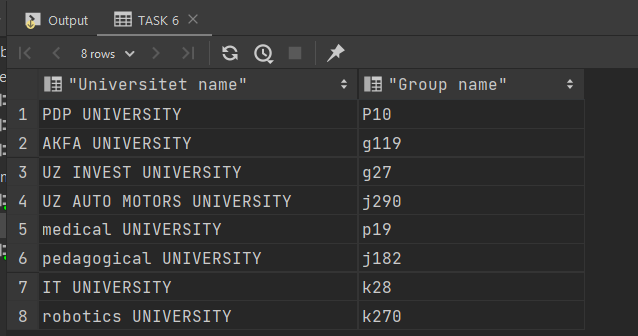 Output
TASK 6
8 rows
"Universitet name" "Group name"
1 PDP UNIVERSITY P10
2 AKFA UNIVERSITY g119
3 UZ INVEST UNIVERSITY g27
4 UZ AUTO MOTORS UNIVERSITY j290
5 medical UNIVERSITY p19
6 pedagogical UNIVERSITY j182
7 IT UNIVERSITY k28
8 robotics UNIVERSITY k270